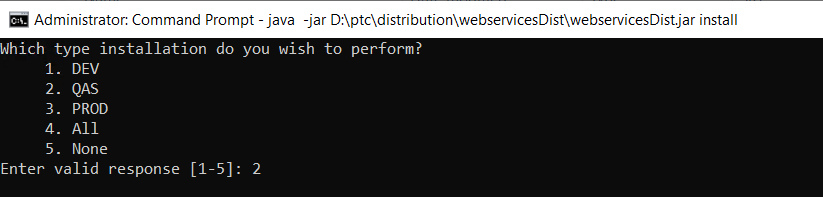 Administrator: Command Prompt - java  -jar D:\ptc\distribution\webservicesDist\webservicesDist.jar install
Which type installation do you wish to perform?
     1. DEV
     2. QAS
     3. PROD
     4. All
     5. None
Enter valid response [1-5]: 2